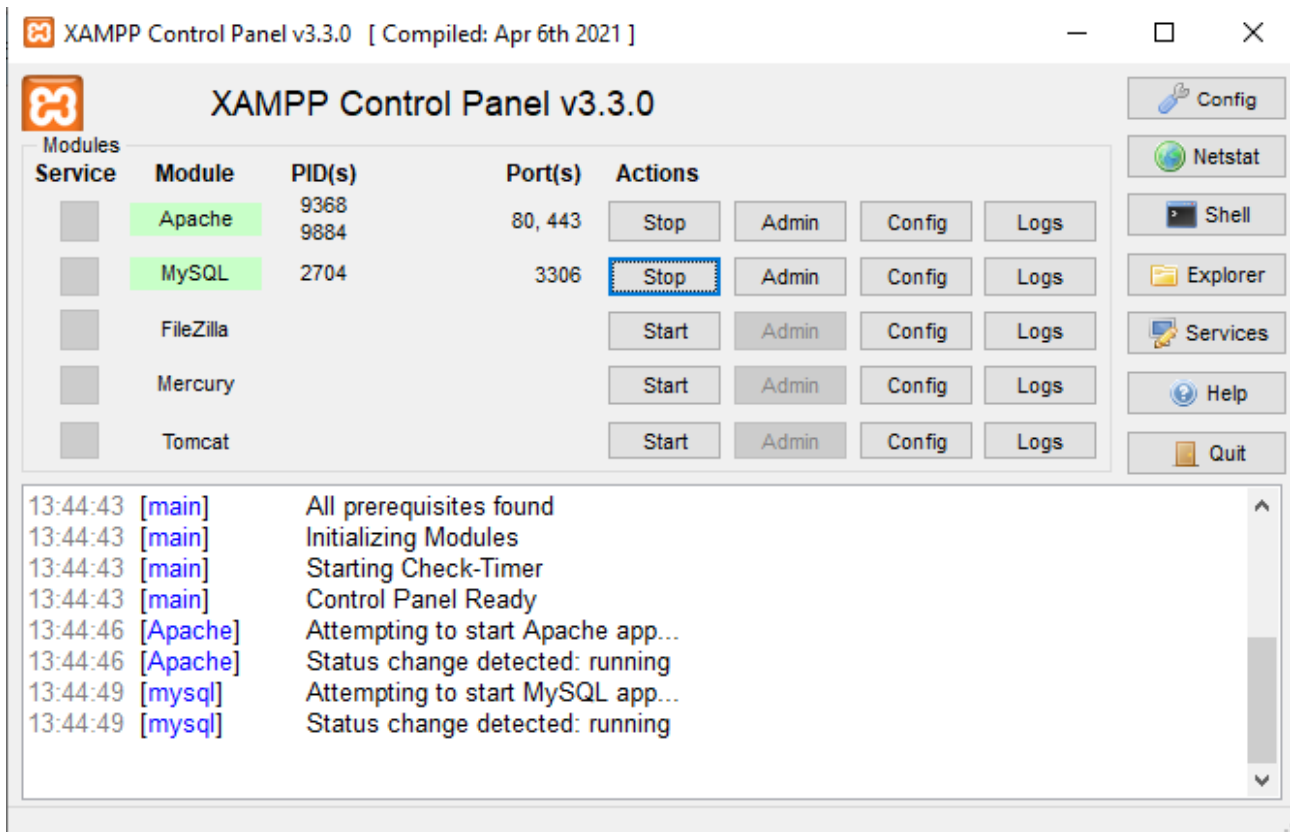 XAMPP Control Panel v3.3.0 [ Compiled: Apr 6th 2021 ]
XAMPP Control Panel v3.3.0
Config
Modules
Netstat
Service Module PID(s) Port(s) Actions
Apache 9368 80, 443 Stop Admin Config Logs
9884
Shell
MySQL 2704 3306 Stop Admin Config Logs
Explorer
FileZilla Start Admin Config Logs
Services
Mercury Start Admin Config Logs
Help
Tomcat Start Admin Config Logs
Quit
13:44:43 [main] All prerequisites found
13:44:43 [main] Initializing Modules
13:44:43 [main] Starting Check-Timer
13:44:43 [main] Control Panel Ready
13:44:46 [Apache] Attempting to start Apache app...
13:44:46 [Apache] Status change detected: running
13:44:49 [mysql] Attempting to start MySQL app...
13:44:49 [mysql] Status change detected: running